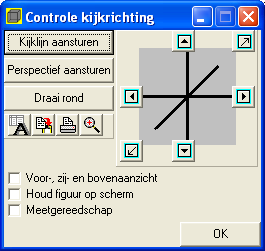 Controle kijkrichting
Kijklijn aansturen
Perspectief aansturen
Draai rond
A
Voor-, zij- en bovenaanzicht
Houd figuur op scherm
Meetgereedschap
OK